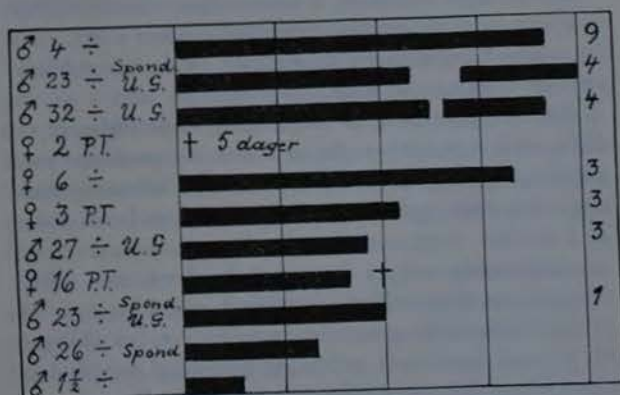 ♂ 4 ÷ 9
♂ 23 ÷ Spond. U.G. 4
♂ 32 ÷ U.G. 4
♀ 2 P.T. † 5 dager
♀ 6 ÷ 3
♀ 3 P.T. 3
♂ 27 ÷ U.G 3
♀ 16 P.T. †
♂ 23 ÷ Spond. U.G. 1
♂ 26 ÷ Spond.
♂ 1½ ÷